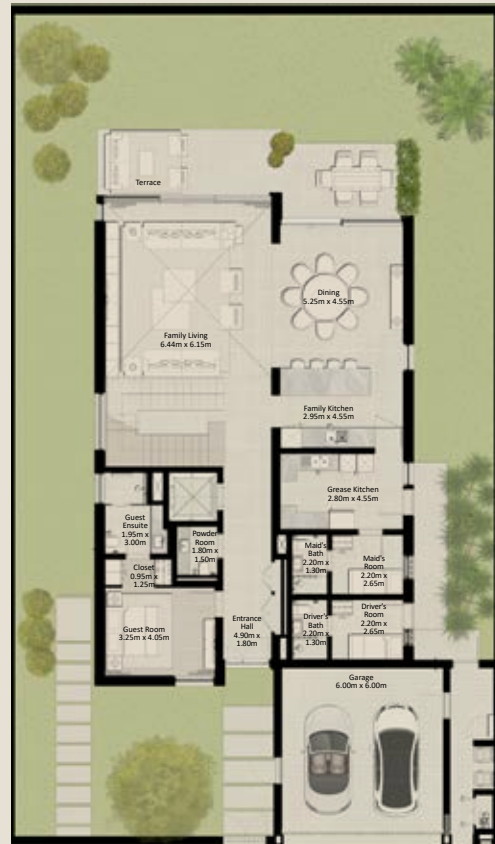 Terrace
Dining
5.25m x 4.55m
Family Living
6.44m x 6.15m
Family Kitchen
2.95m x 4.55m
Grease Kitchen
2.80m x 4.55m
Guest
Ensuite
1.95m x
3.00m
Powder
Room
1.80m x
1.50m
Maid's
Bath
2.20m x
1.30m
Maid's
Room
2.20m x
2.65m
Closet
0.95m x
1.25m
Guest Room
3.25m x 4.05m
Entrance
Hall
4.90m x
1.80m
Driver's
Bath
2.20m x
1.30m
Driver's
Room
2.20m x
2.65m
Garage
6.00m x 6.00m